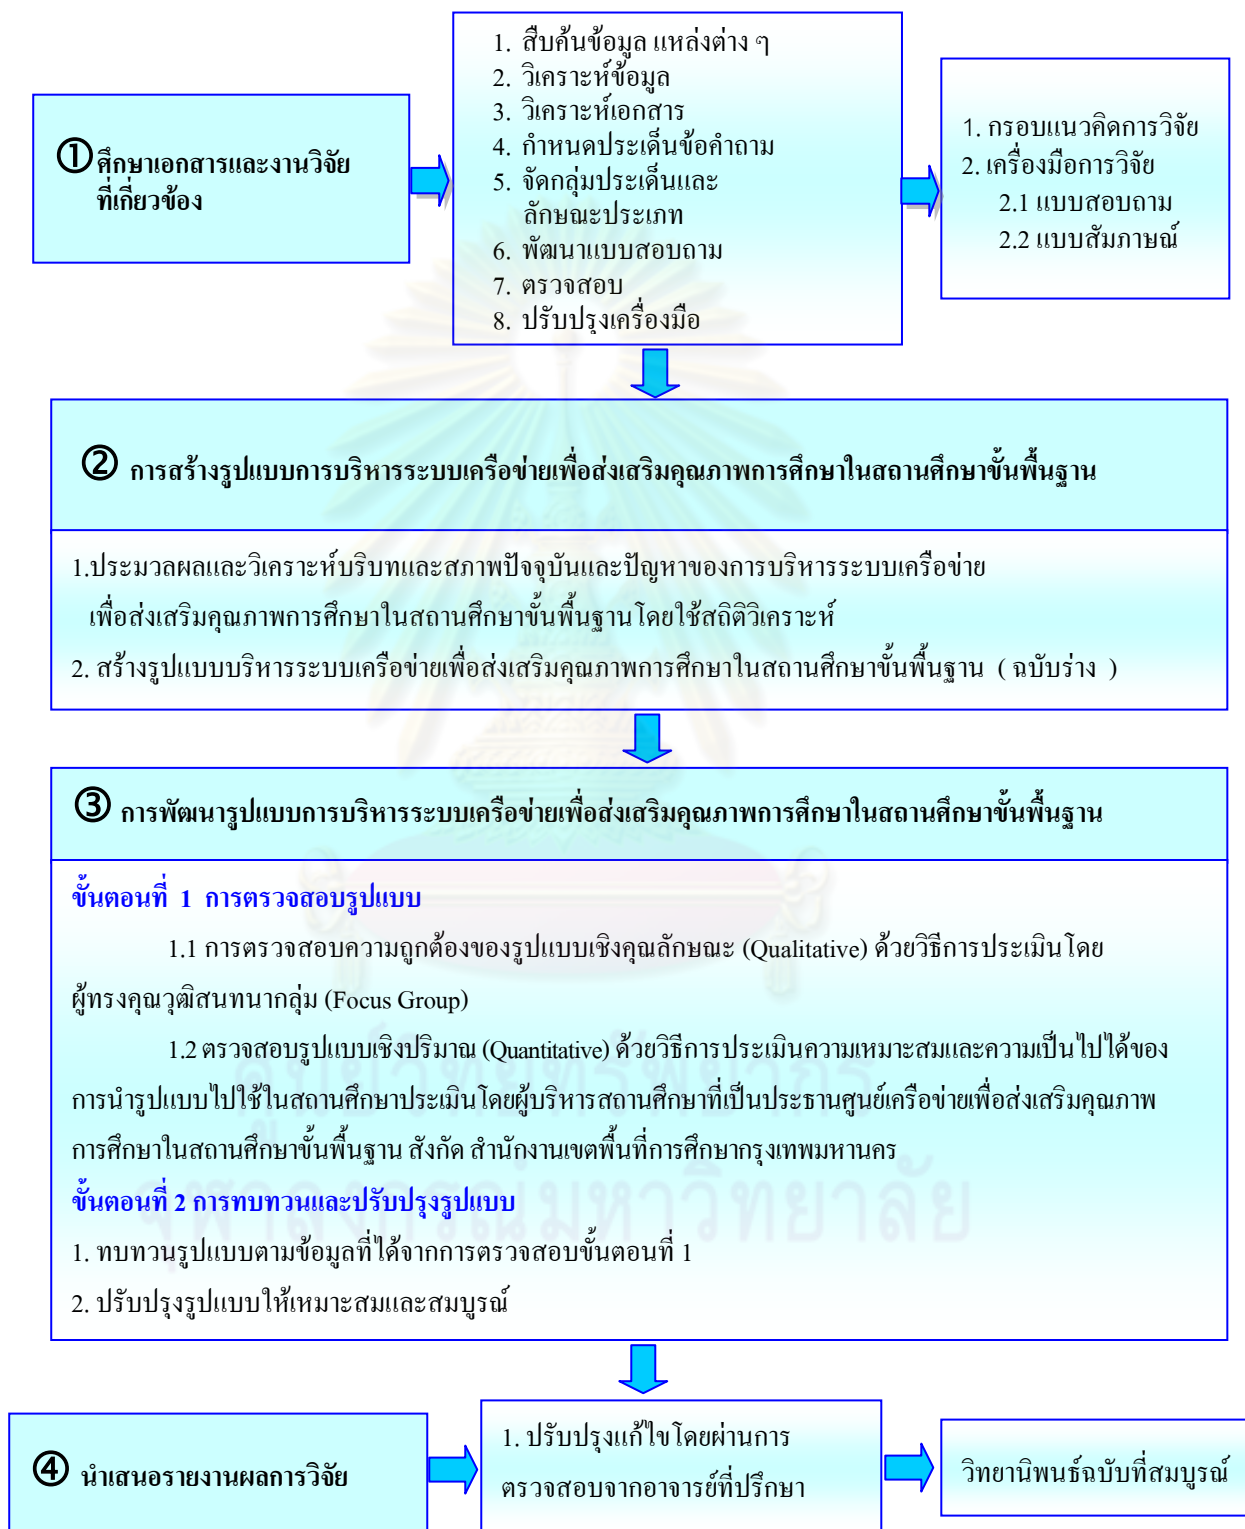 ① ศึกษาเอกสารและงานวิจัย
ที่เกี่ยวข้อง
1. สืบค้นข้อมูล แหล่งต่าง ๆ
2. วิเคราะห์ข้อมูล
3. วิเคราะห์เอกสาร
4. กำหนดประเด็นข้อคำถาม
5. จัดกลุ่มประเด็นและ
ลักษณะประเภท
6. พัฒนาแบบสอบถาม
7. ตรวจสอบ
8. ปรับปรุงเครื่องมือ
1. กรอบแนวคิดการวิจัย
2. เครื่องมือการวิจัย
2.1 แบบสอบถาม
2.2 แบบสัมภาษณ์
② การสร้างรูปแบบการบริหารระบบเครือข่ายเพื่อส่งเสริมคุณภาพการศึกษาในสถานศึกษาขั้นพื้นฐาน
1.ประมวลผลและวิเคราะห์บริบทและสภาพปัจจุบันและปัญหาของการบริหารระบบเครือข่าย
เพื่อส่งเสริมคุณภาพการศึกษาในสถานศึกษาขั้นพื้นฐานโดยใช้สถิติวิเคราะห์
2. สร้างรูปแบบบริหารระบบเครือข่ายเพื่อส่งเสริมคุณภาพการศึกษาในสถานศึกษาขั้นพื้นฐาน ( ฉบับร่าง )
③ การพัฒนารูปแบบการบริหารระบบเครือข่ายเพื่อส่งเสริมคุณภาพการศึกษาในสถานศึกษาขั้นพื้นฐาน
ขั้นตอนที่ 1 การตรวจสอบรูปแบบ
1.1 การตรวจสอบความถูกต้องของรูปแบบเชิงคุณลักษณะ (Qualitative) ด้วยวิธีการประเมินโดย
ผู้ทรงคุณวุฒิสนทนากลุ่ม (Focus Group)
1.2 ตรวจสอบรูปแบบเชิงปริมาณ (Quantitative) ด้วยวิธีการประเมินความเหมาะสมและความเป็นไปได้ของ
การนำรูปแบบไปใช้ในสถานศึกษาประเมินโดยผู้บริหารสถานศึกษาที่เป็นประธานศูนย์เครือข่ายเพื่อส่งเสริมคุณภาพ
การศึกษาในสถานศึกษาขั้นพื้นฐาน สังกัด สำนักงานเขตพื้นที่การศึกษากรุงเทพมหานคร
ขั้นตอนที่ 2 การทบทวนและปรับปรุงรูปแบบ
1. ทบทวนรูปแบบตามข้อมูลที่ได้จากการตรวจสอบขั้นตอนที่ 1
2. ปรับปรุงรูปแบบให้เหมาะสมและสมบูรณ์
ศูนย์วิทยทรัพยากร
จุฬาลงกรณ์มหาวิทยาลัย
④ นำเสนอรายงานผลการวิจัย
1. ปรับปรุงแก้ไขโดยผ่านการ
ตรวจสอบจากอาจารย์ที่ปรึกษา
วิทยานิพนธ์ฉบับที่สมบูรณ์